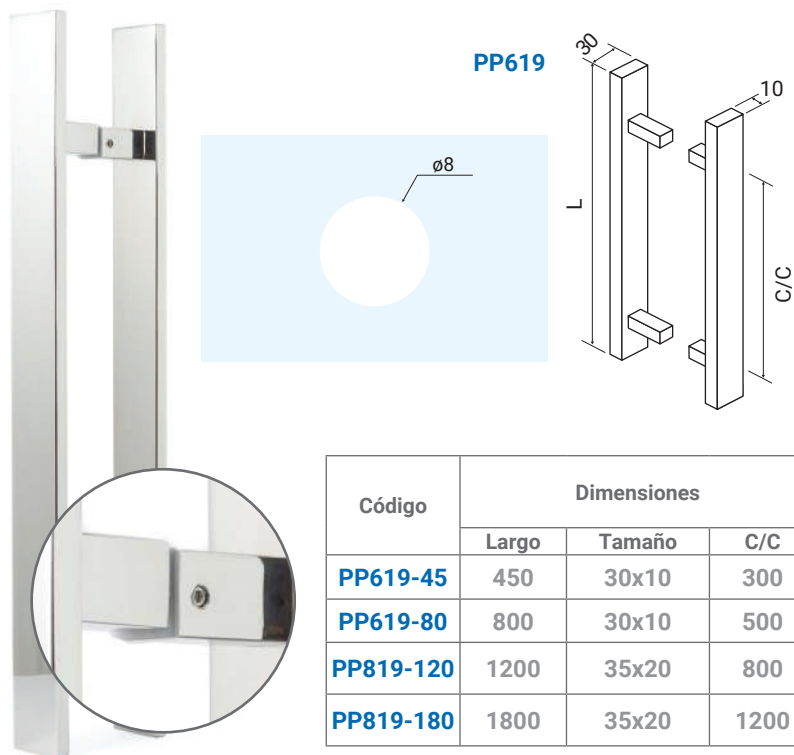 PP619
30
10
ø8
L
C/C
Código Dimensiones
Largo Tamaño C/C
PP619-45 450 30x10 300
PP619-80 800 30x10 500
PP819-120 1200 35x20 800
PP819-180 1800 35x20 1200